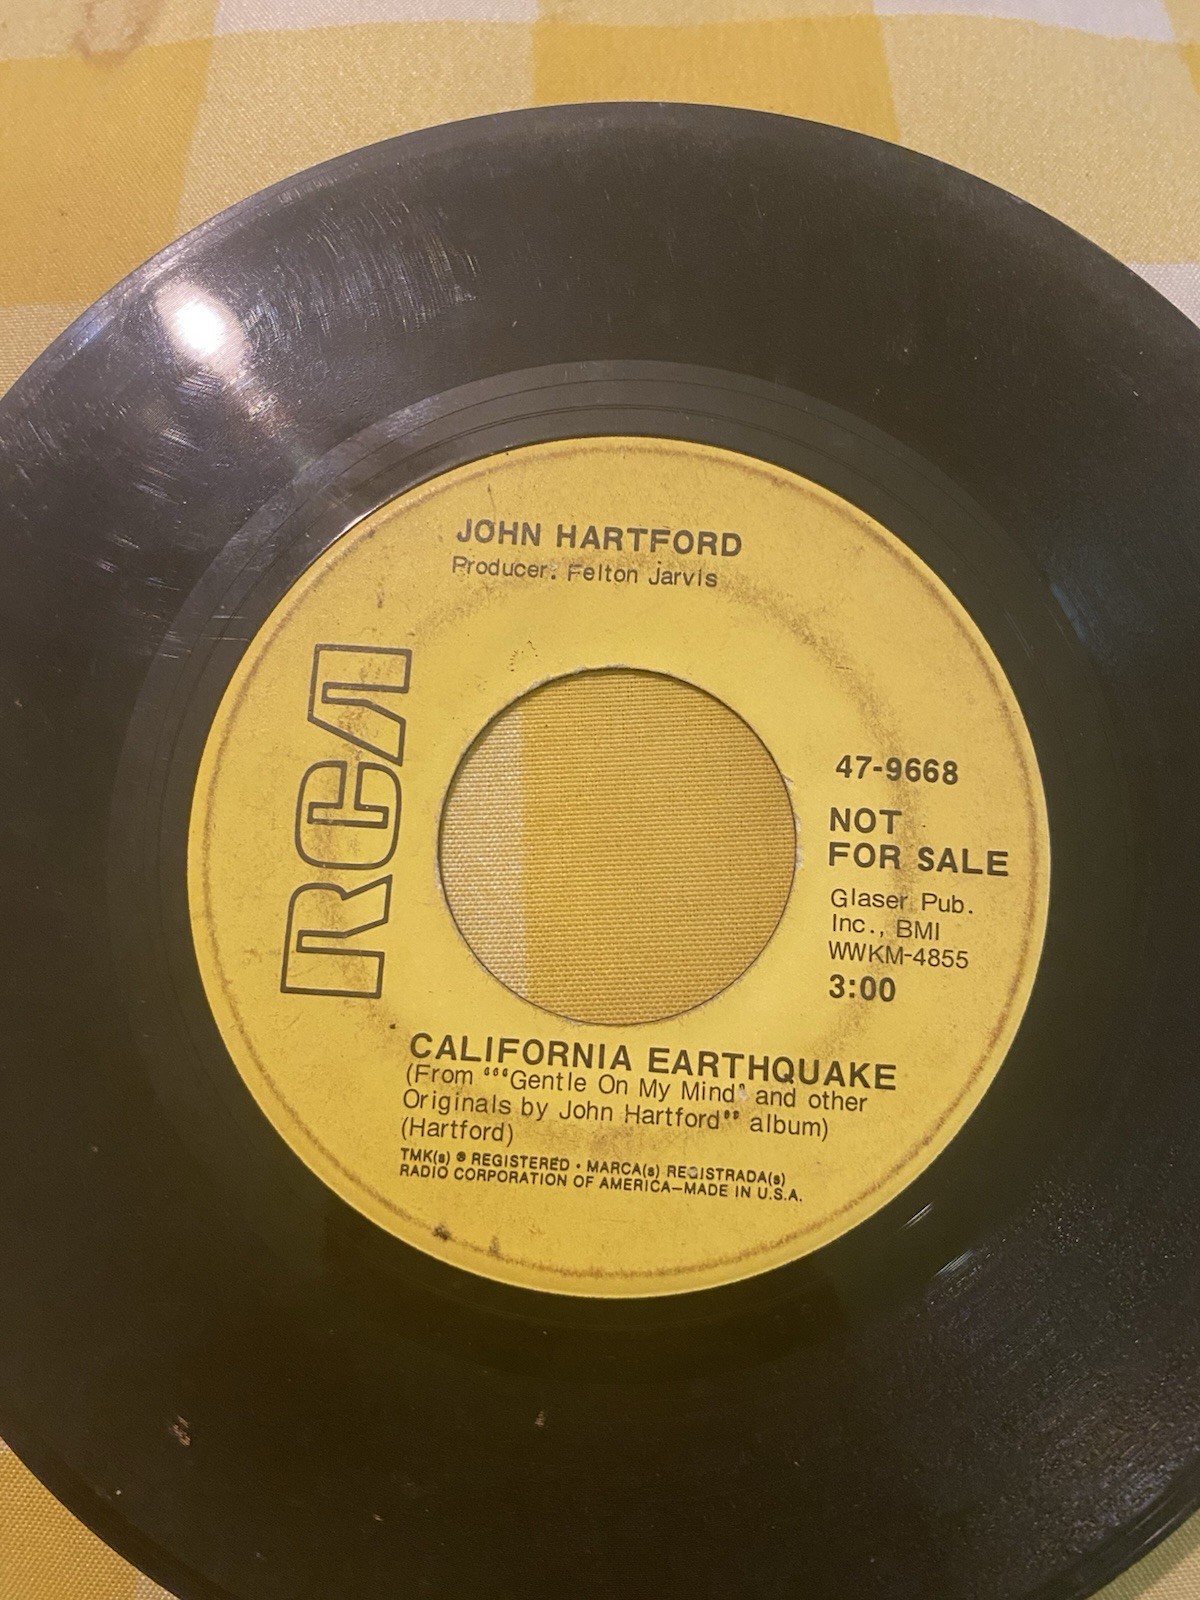 JOHN HARTFORD
Producer: Felton Jarvis
RCA
47-9668
NOT
FOR SALE
Glaser Pub.
Inc., BMI
WWKM-4855
3:00
CALIFORNIA EARTHQUAKE
(From “‘“Gentle On My Mind” and other
Originals by John Hartford”” album)
(Hartford)
TMK(s) ® REGISTERED • MARCA(s) REGISTRADA(s)
RADIO CORPORATION OF AMERICA—MADE IN U.S.A.